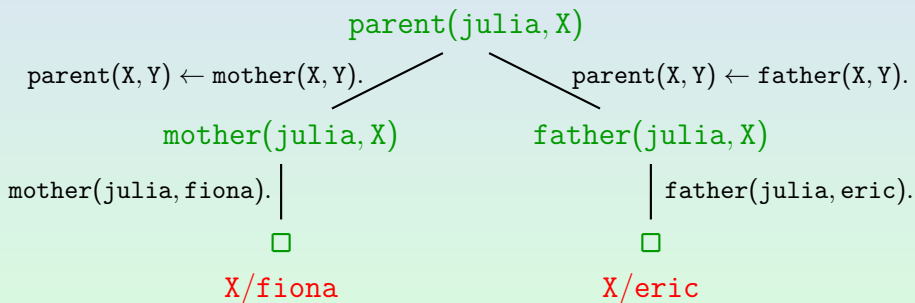 parent(julia, X)
parent(X, Y) ← mother(X, Y).
parent(X, Y) ← father(X, Y).
mother(julia, X)
father(julia, X)
mother(julia, fiona).
father(julia, eric).
X/fiona
X/eric